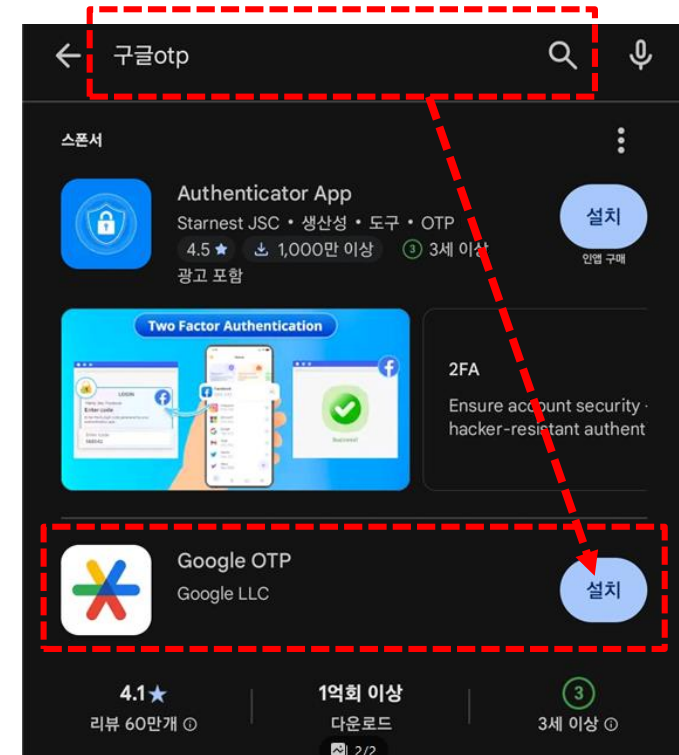 구글otp
스폰서
Authenticator App
Starnest JSC • 생산성 • 도구 • OTP
4.5★ 1,000만 이상 ③ 3세 이상
광고 포함
설치
인앱 구매
Two Factor Authentication
LOGIN
Enter code
2FA
Ensure account security
hacker-resistant authent
Google OTP
Google LLC
설치
4.1★
리뷰 60만개
1억회 이상
다운로드
③
3세 이상
2/2